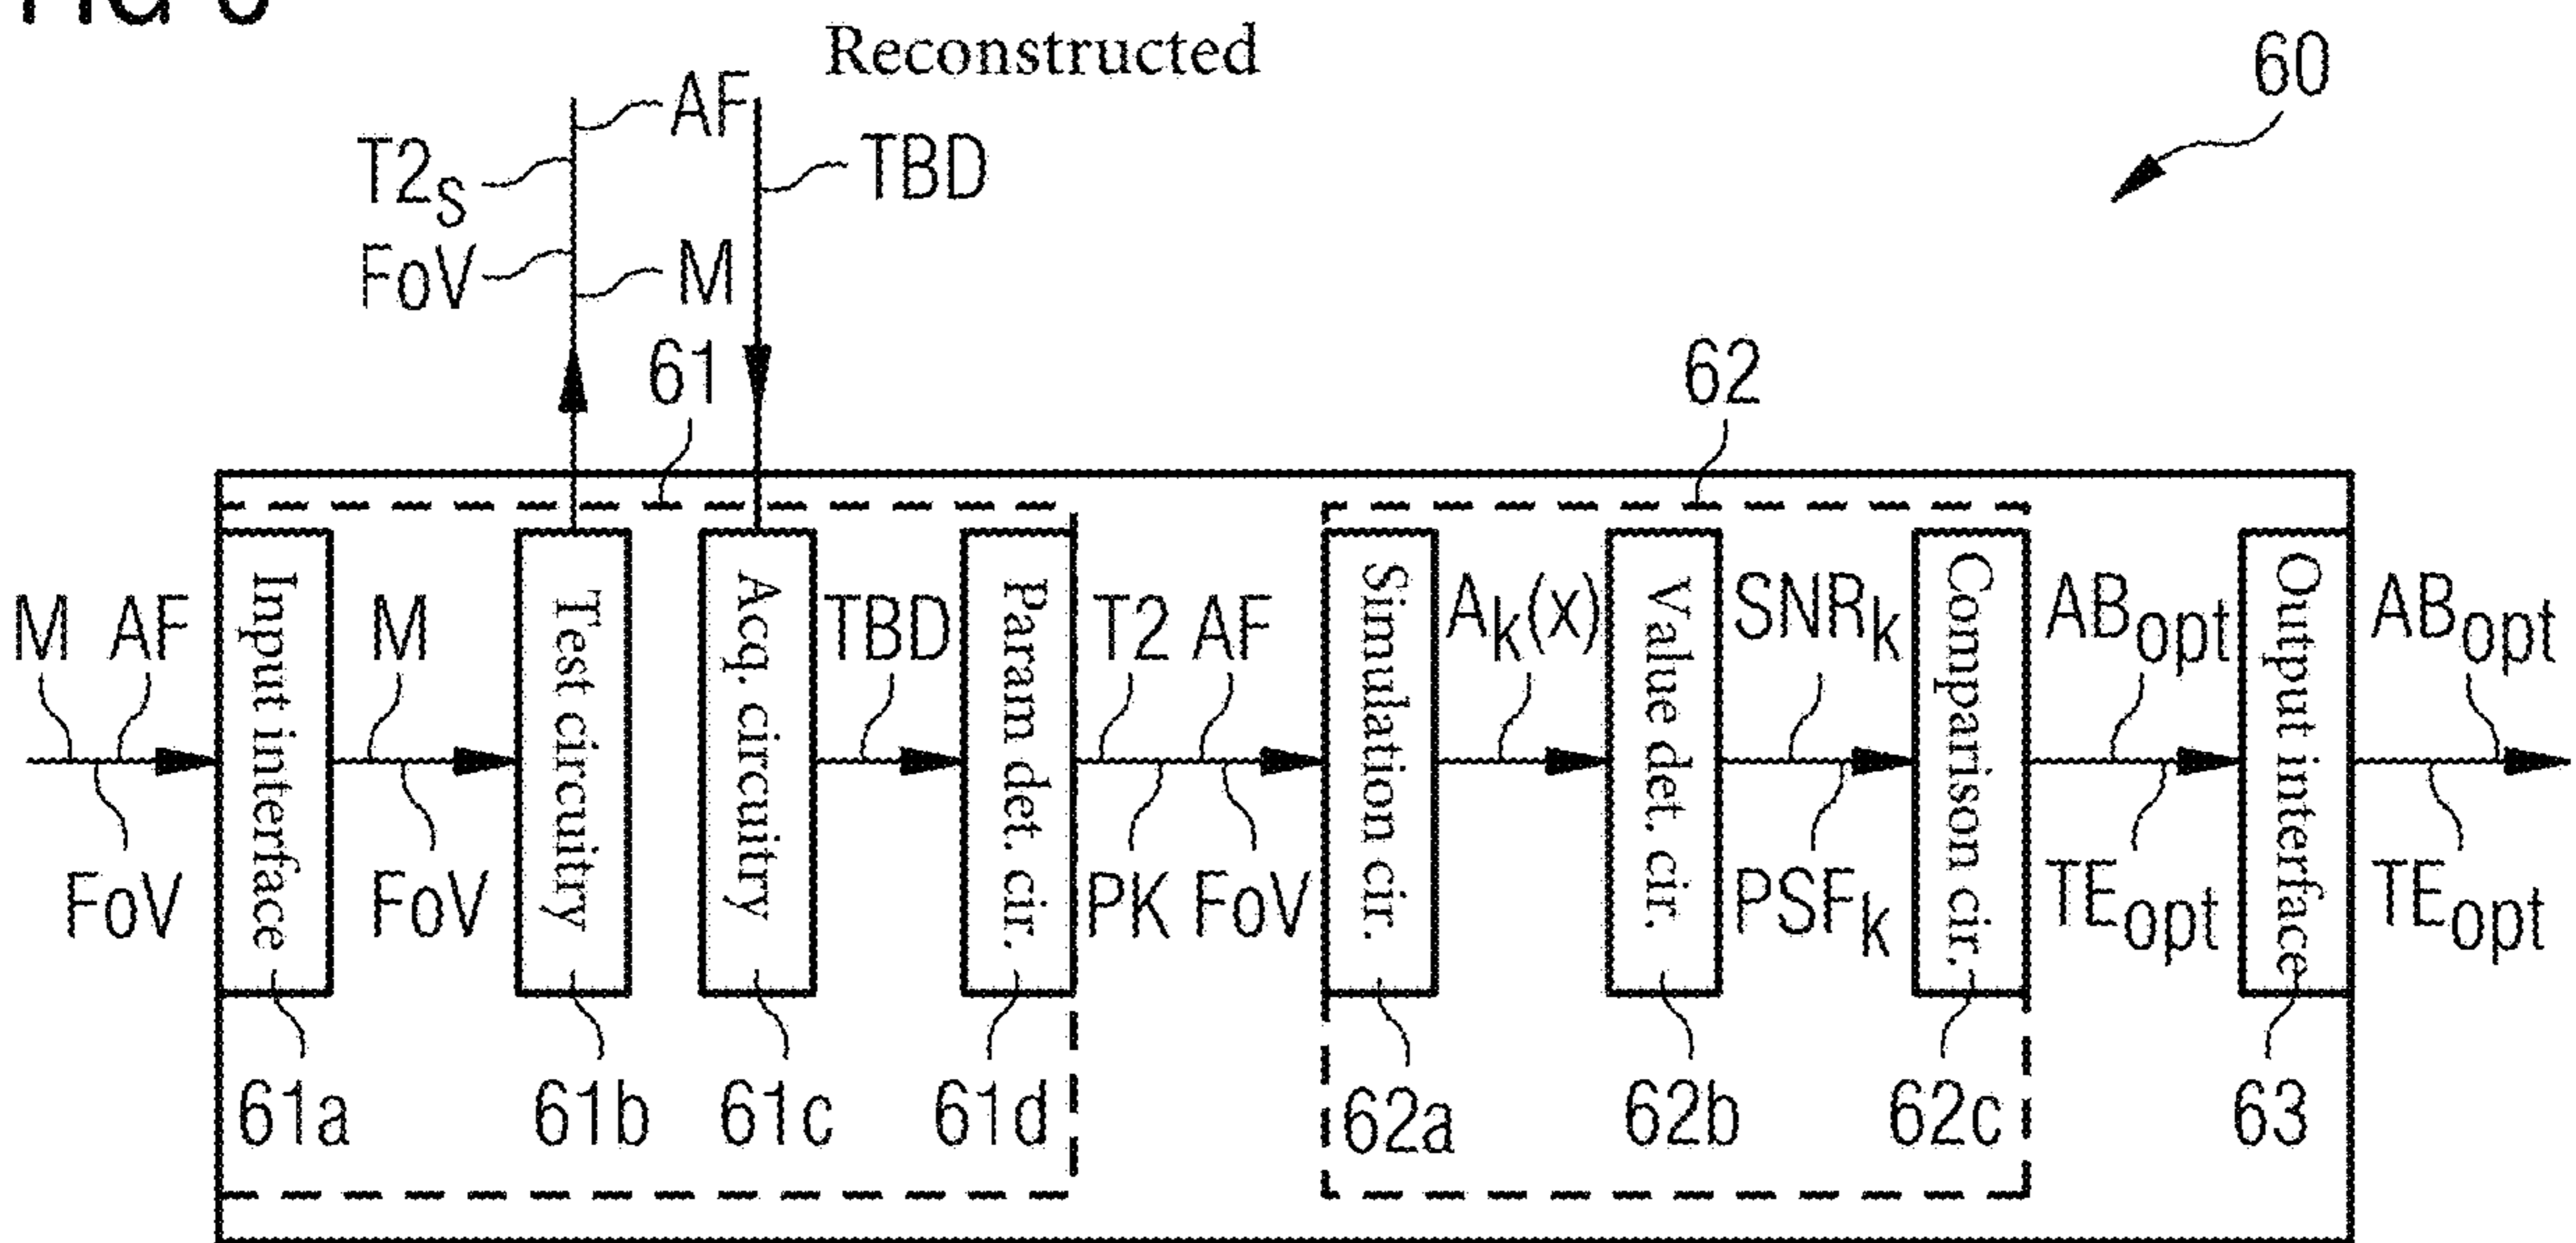 Reconstructed
60
AF
T2S
TBD
FoV
M
61
62
M AF
FoV
Input interface
61a
M
FoV
Test circuitry
61b
Acq. circuitry
61c
TBD
Param det. cir.
61d
T2 AF
PK FoV
Simulation cir.
62a
Ak(x)
Value det. cir.
62b
SNRk
PSFk
Comparison cir.
62c
ABopt
TEopt
Output interface
63
ABopt
TEopt